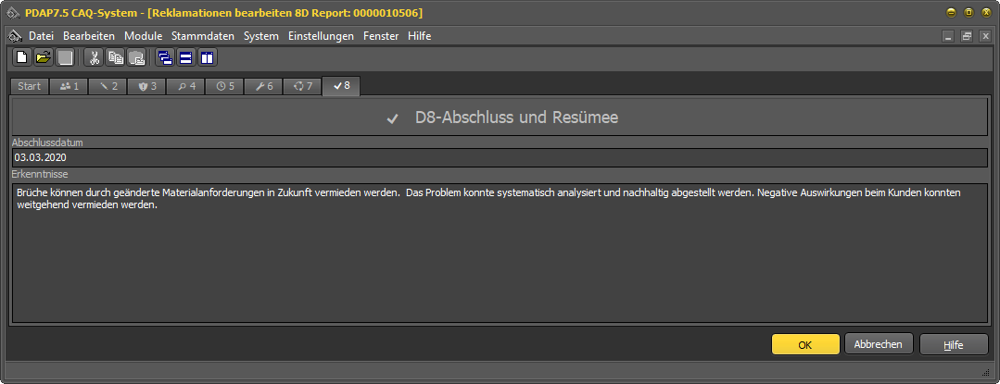 PDAP7.5 CAQ-System - [Reklamationen bearbeiten 8D Report: 0000010506]
Datei Bearbeiten Module Stammdaten System Einstellungen Fenster Hilfe
Start 1 2 3 4 5 6 7 8
D8-Abschluss und Resümee
Abschlussdatum
03.03.2020
Erkenntnisse
Brüche können durch geänderte Materialanforderungen in Zukunft vermieden werden.  Das Problem konnte systematisch analysiert und nachhaltig abgestellt werden. Negative Auswirkungen beim Kunden konnten
weitgehend vermieden werden.
OK Abbrechen Hilfe